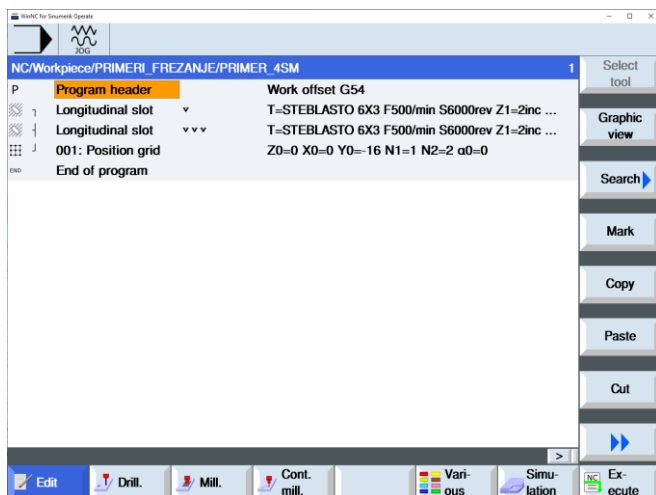 WinNC for Sinumerik Operate
JOG
NC/Workpiece/PRIMERI_FREZANJE/PRIMER_4SM 1
P Program header Work offset G54
Longitudinal slot v T=STEBLASTO 6X3 F500/min S6000rev Z1=2inc ...
Longitudinal slot v v v T=STEBLASTO 6X3 F500/min S6000rev Z1=2inc ...
001: Position grid Z0=0 X0=0 Y0=-16 N1=1 N2=2 α0=0
END End of program
Select
tool
Graphic
view
Search
Mark
Copy
Paste
Cut
>
Edit
Drill.
Mill.
Cont.
mill.
Vari-
ous
Simu-
lation
NC Ex-
ecute